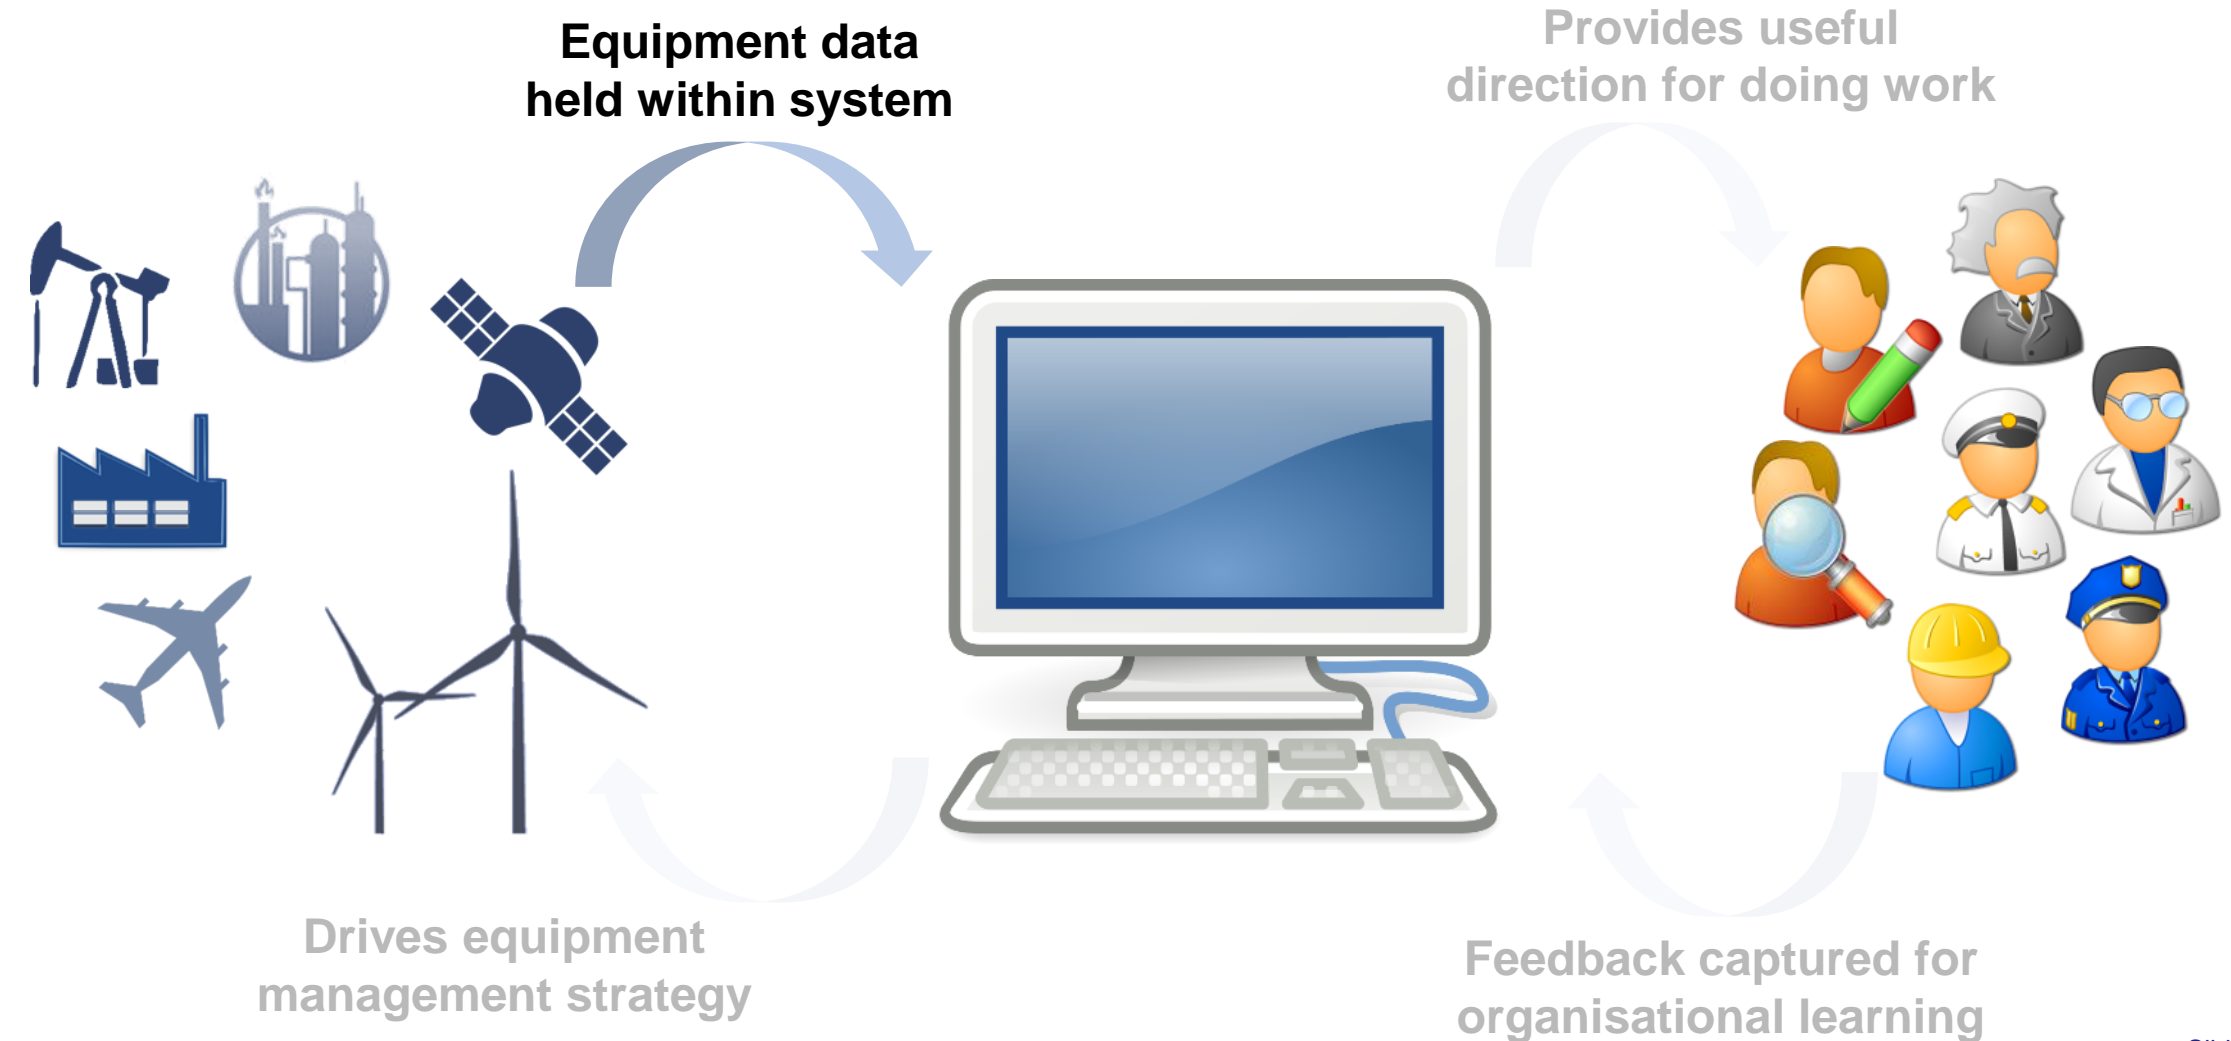 Equipment data
held within system
Provides useful
direction for doing work
Drives equipment
management strategy
Feedback captured for
organisational learning